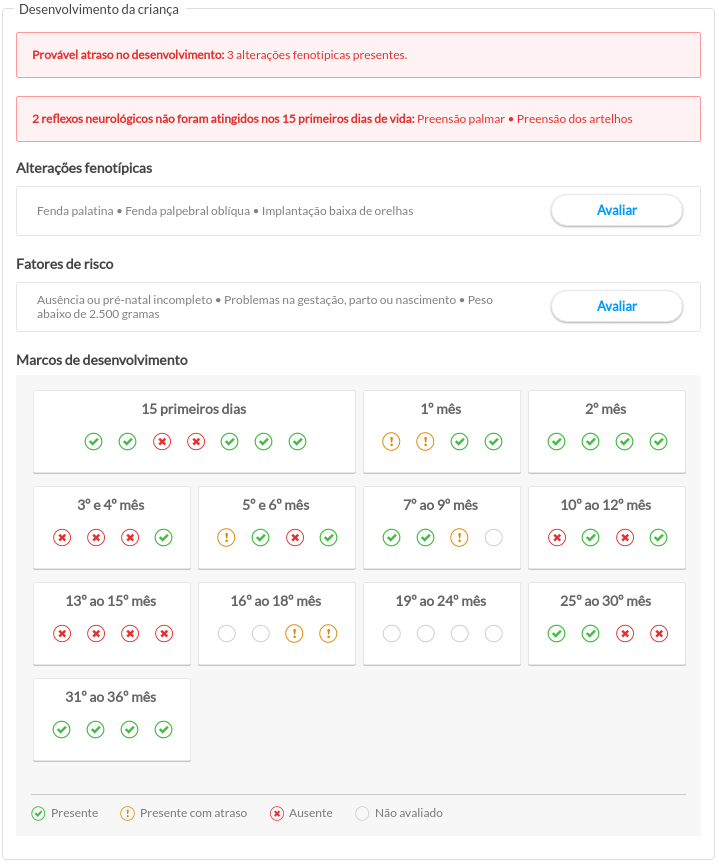 Desenvolvimento da criança
Provável atraso no desenvolvimento: 3 alterações fenotípicas presentes.
2 reflexos neurológicos não foram atingidos nos 15 primeiros dias de vida: Preensão palmar • Preensão dos artelhos
Alterações fenotípicas
Fenda palatina • Fenda palpebral oblíqua • Implantação baixa de orelhas
Avaliar
Fatores de risco
Ausência ou pré-natal incompleto • Problemas na gestação, parto ou nascimento • Peso
abaixo de 2.500 gramas
Avaliar
Marcos de desenvolvimento
15 primeiros dias
1º mês
2º mês
3º e 4º mês
5º e 6º mês
7º ao 9º mês
10º ao 12º mês
13º ao 15º mês
16º ao 18º mês
19º ao 24º mês
25º ao 30º mês
31º ao 36º mês
Presente
Presente com atraso
Ausente
Não avaliado